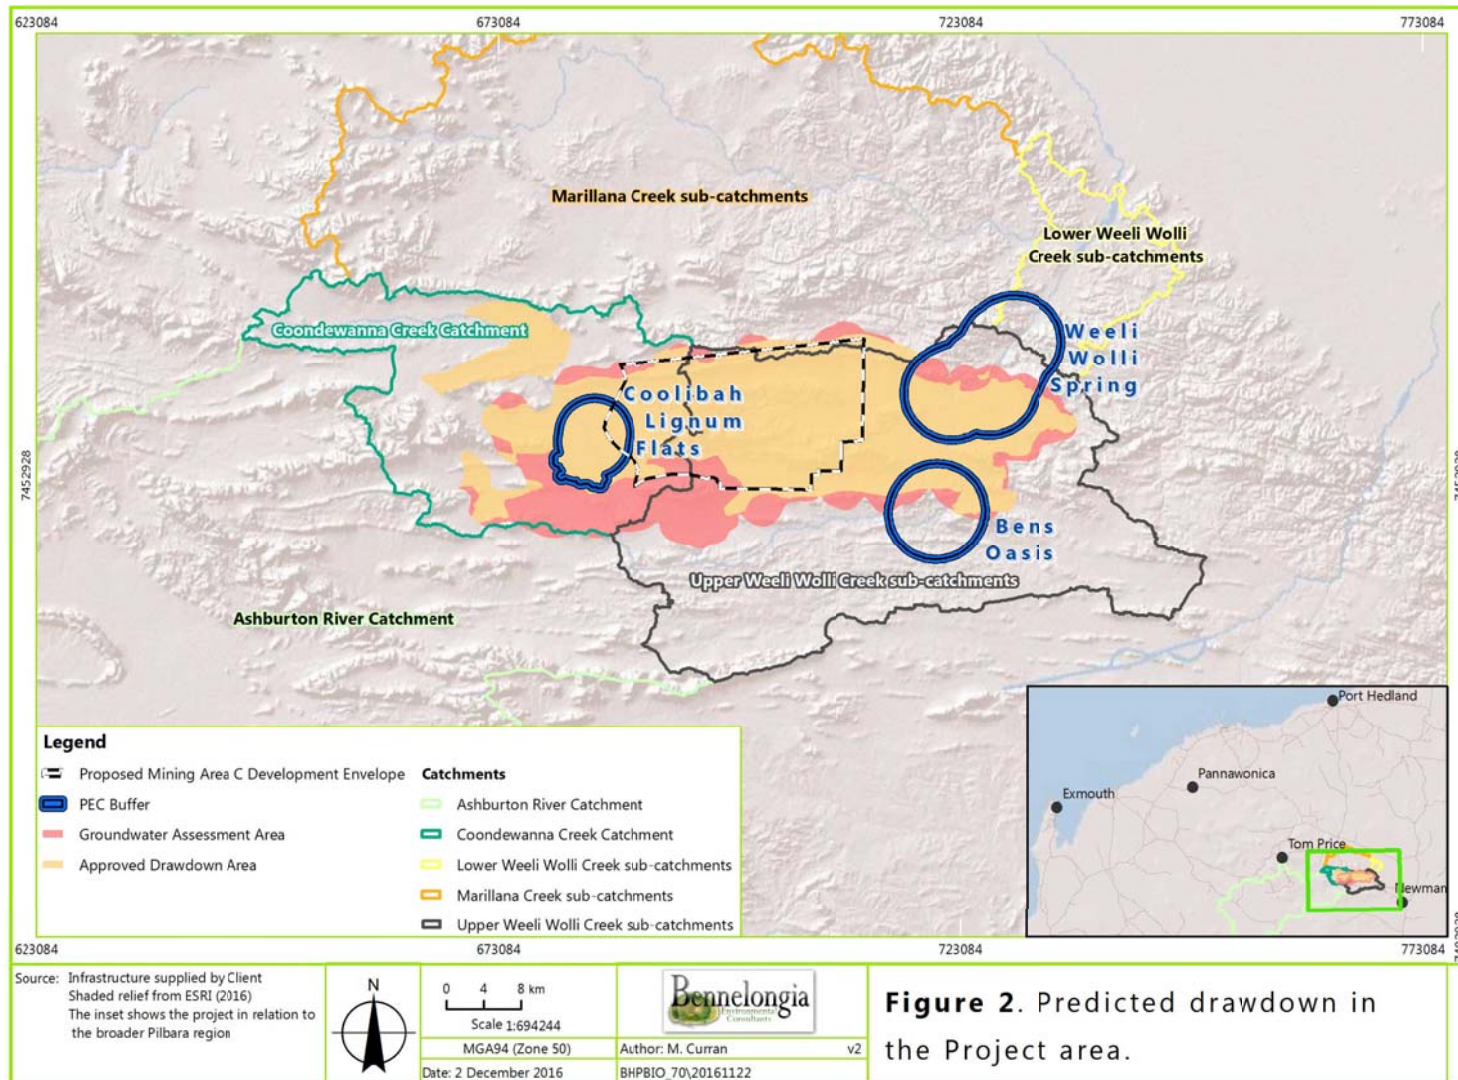 623084
673084
723084
773084
Marillana Creek sub-catchments
Lower Weeli Wolli
Creek sub-catchments
Coondewanna Creek Catchment
Weeli
Wolli
Spring
Coolibah
Lignum
Flats
7452928
Bens
Oasis
Upper Weeli Wolli Creek sub-catchments
Ashburton River Catchment
Port Hedland
Pannawonica
Exmouth
Tom Price
Newman
Legend
Proposed Mining Area C Development Envelope
PEC Buffer
Groundwater Assessment Area
Approved Drawdown Area
Catchments
Ashburton River Catchment
Coondewanna Creek Catchment
Lower Weeli Wolli Creek sub-catchments
Marillana Creek sub-catchments
Upper Weeli Wolli Creek sub-catchments
623084
673084
723084
773084
Source: Infrastructure supplied by Client
Shaded relief from ESRI (2016)
The inset shows the project in relation to
the broader Pilbara region
N
0 4 8 km
Scale 1:694244
MGA94 (Zone 50)
Date: 2 December 2016
Bennelongia
Environmental
Consultants
Author: M. Curran v2
BHPBIO_70\20161122
Figure 2. Predicted drawdown in
the Project area.